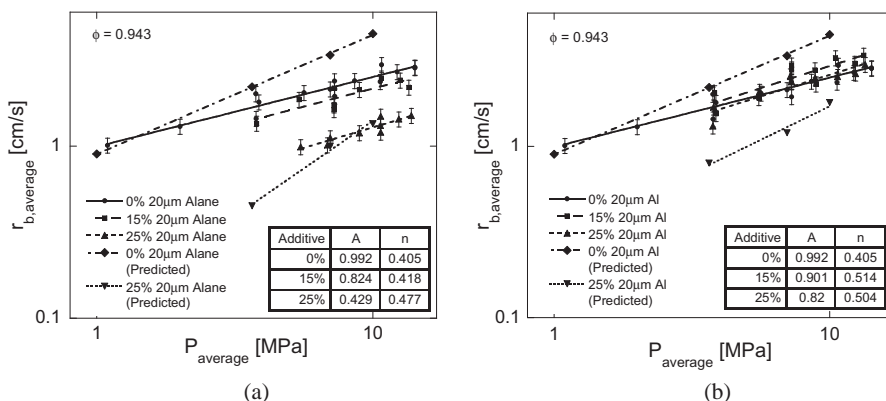 ϕ = 0.943
r b,average [cm/s]
1
0.1
0% 20μm Alane
15% 20μm Alane
25% 20μm Alane
0% 20μm Alane
(Predicted)
25% 20μm Alane
(Predicted)
Additive A n
0% 0.992 0.405
15% 0.824 0.418
25% 0.429 0.477
1 10
P average [MPa]
(a)
ϕ = 0.943
r b,average [cm/s]
1
0.1
0% 20μm Al
15% 20μm Al
25% 20μm Al
0% 20μm Al
(Predicted)
25% 20μm Al
(Predicted)
Additive A n
0% 0.992 0.405
15% 0.901 0.514
25% 0.82 0.504
1 10
P average [MPa]
(b)